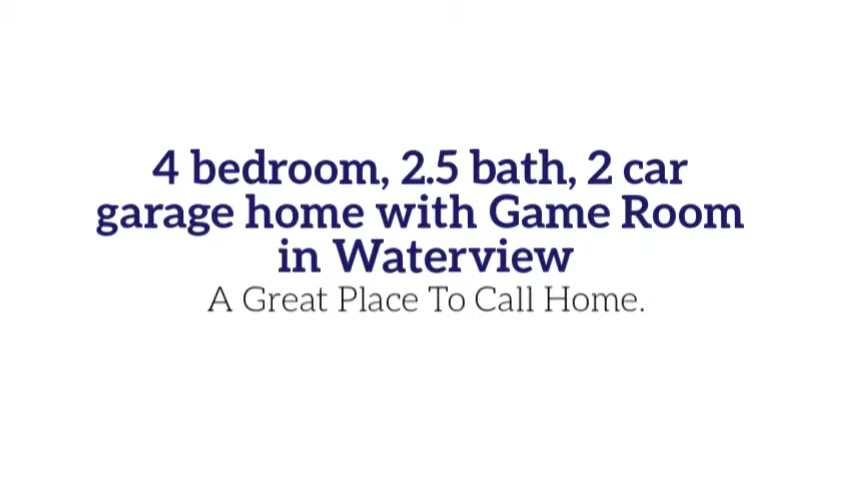 4 bedroom, 2.5 bath, 2 car
garage home with Game Room
in Waterview
A Great Place To Call Home.